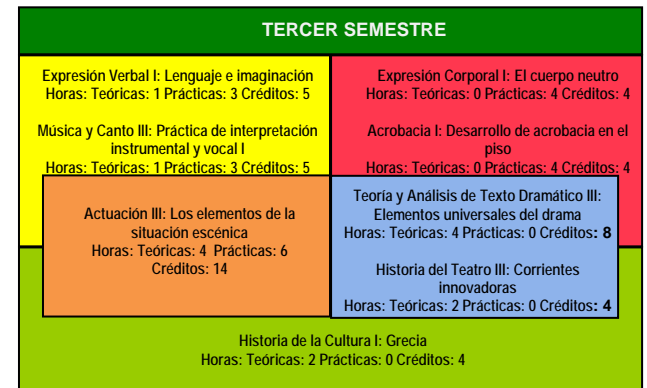 TERCER SEMESTRE
Expresión Verbal I: Lenguaje e imaginación
Horas: Teóricas: 1 Prácticas: 3 Créditos: 5
Música y Canto III: Práctica de interpretación
instrumental y vocal I
Horas: Teóricas: 1 Prácticas: 3 Créditos: 5
Expresión Corporal I: El cuerpo neutro
Horas: Teóricas: 0 Prácticas: 4 Créditos: 4
Acrobacia I: Desarrollo de acrobacia en el
piso
Horas: Teóricas: 0 Prácticas: 4 Créditos: 4
Actuación III: Los elementos de la
situación escénica
Horas: Teóricas: 4 Prácticas: 6
Créditos: 14
Teoría y Análisis de Texto Dramático III:
Elementos universales del drama
Horas: Teóricas: 4 Prácticas: 0 Créditos: 8
Historia del Teatro III: Corrientes
innovadoras
Horas: Teóricas: 2 Prácticas: 0 Créditos: 4
Historia de la Cultura I: Grecia
Horas: Teóricas: 2 Prácticas: 0 Créditos: 4